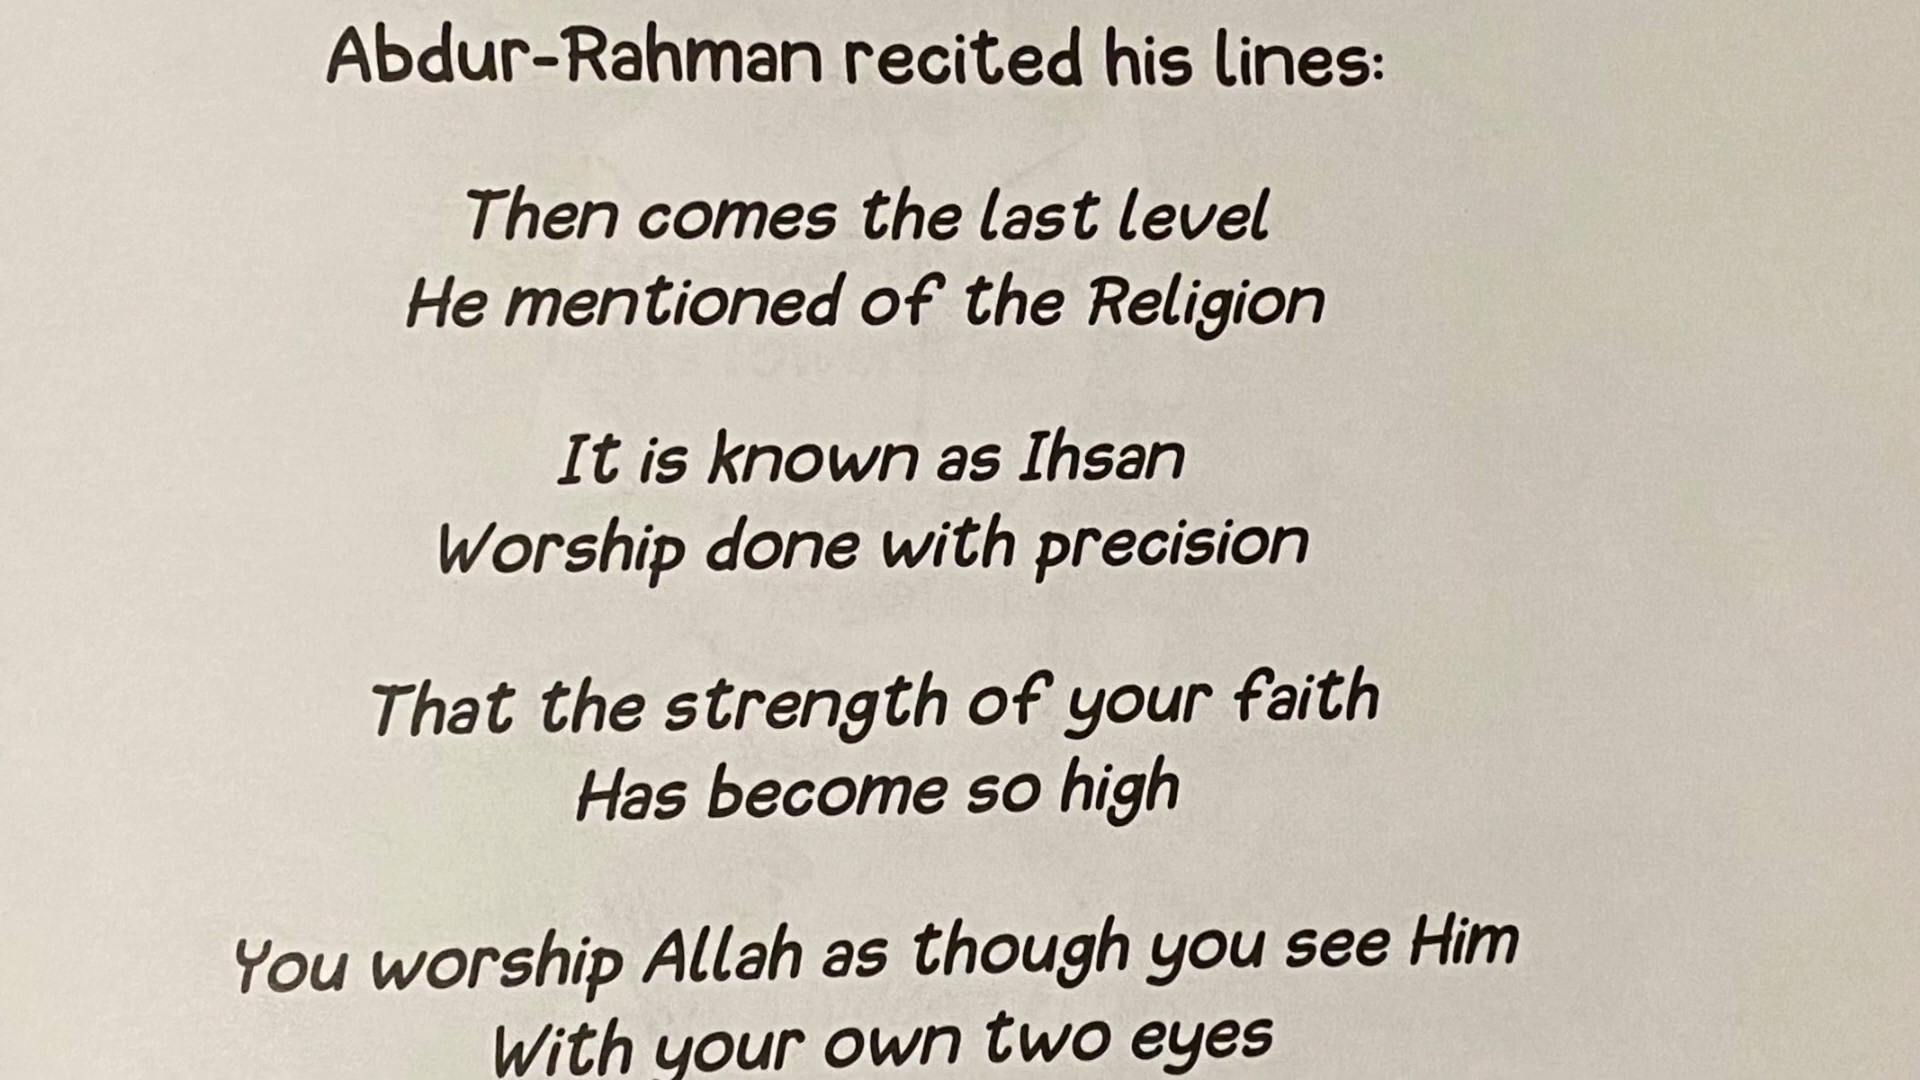 Abdur-Rahman recited his lines:
Then comes the last level
He mentioned of the Religion
It is known as Ihsan
Worship done with precision
That the strength of your faith
Has become so high
You worship Allah as though you see Him
With your own two eyes